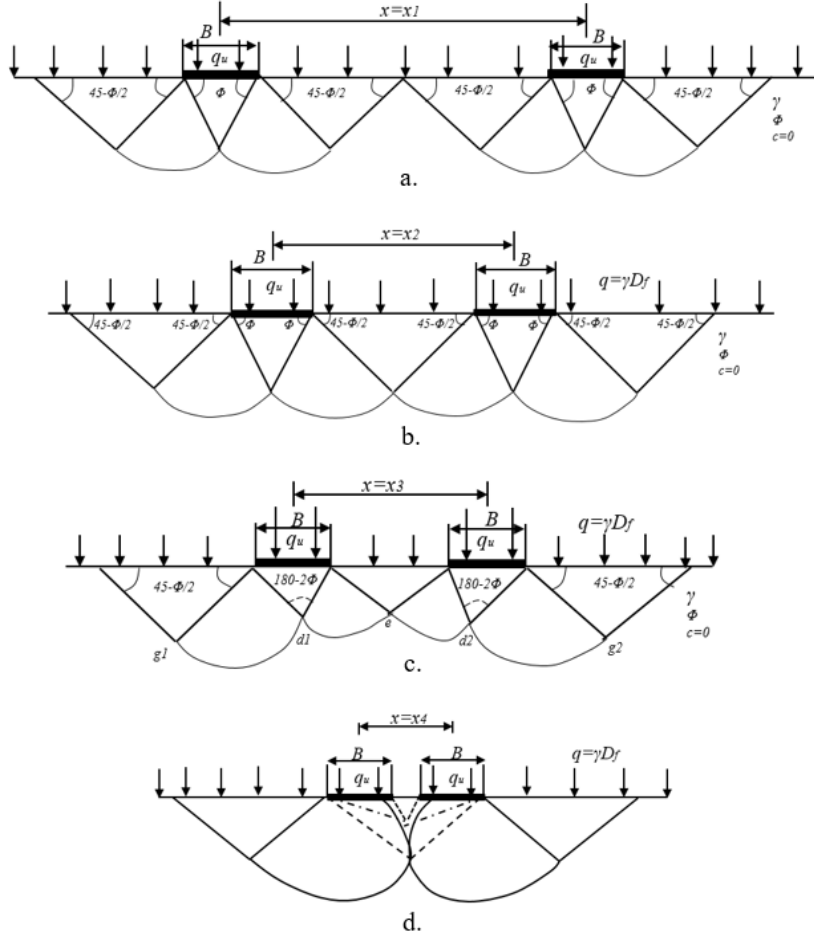 x=x1
B
B
qu
qu
45-Φ/2
Φ
45-Φ/2
45-Φ/2
Φ
45-Φ/2
γ
Φ
c=0
a.
x=x2
B
B
qu
qu
q=γDf
45-Φ/2
45-Φ/2
Φ
Φ
45-Φ/2
45-Φ/2
Φ
Φ
45-Φ/2
45-Φ/2
γ
Φ
c=0
b.
x=x3
B
B
qu
qu
q=γDf
45-Φ/2
180-2Φ
180-2Φ
45-Φ/2
γ
Φ
c=0
g1
d1
e
d2
g2
c.
x=x4
B
B
qu
qu
q=γDf
d.